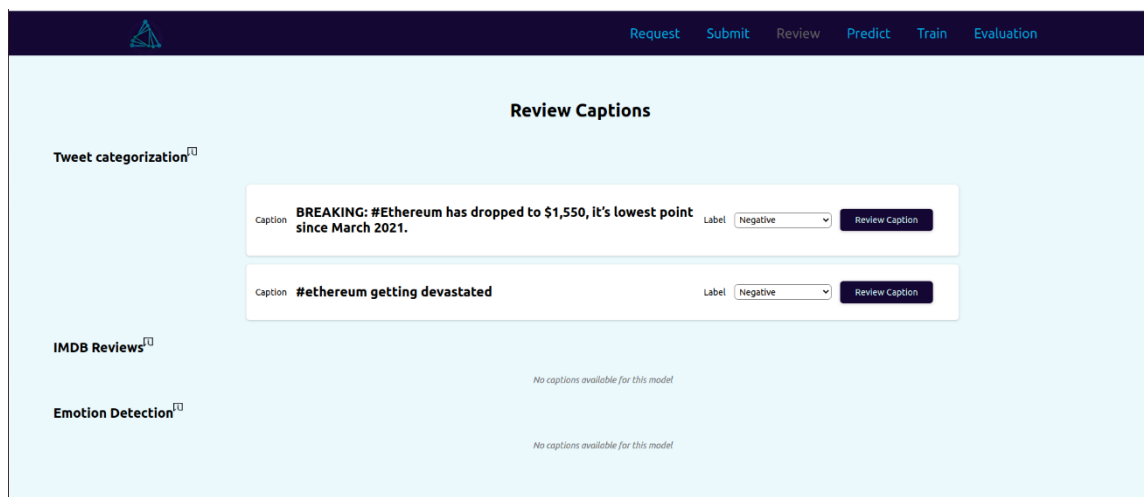 Request Submit Review Predict Train Evaluation
Review Captions
Tweet categorization
Caption BREAKING: #Ethereum has dropped to $1,550, it's lowest point
since March 2021. Label Negative Review Caption
Caption #ethereum getting devastated Label Negative Review Caption
IMDB Reviews
No captions available for this model
Emotion Detection
No captions available for this model